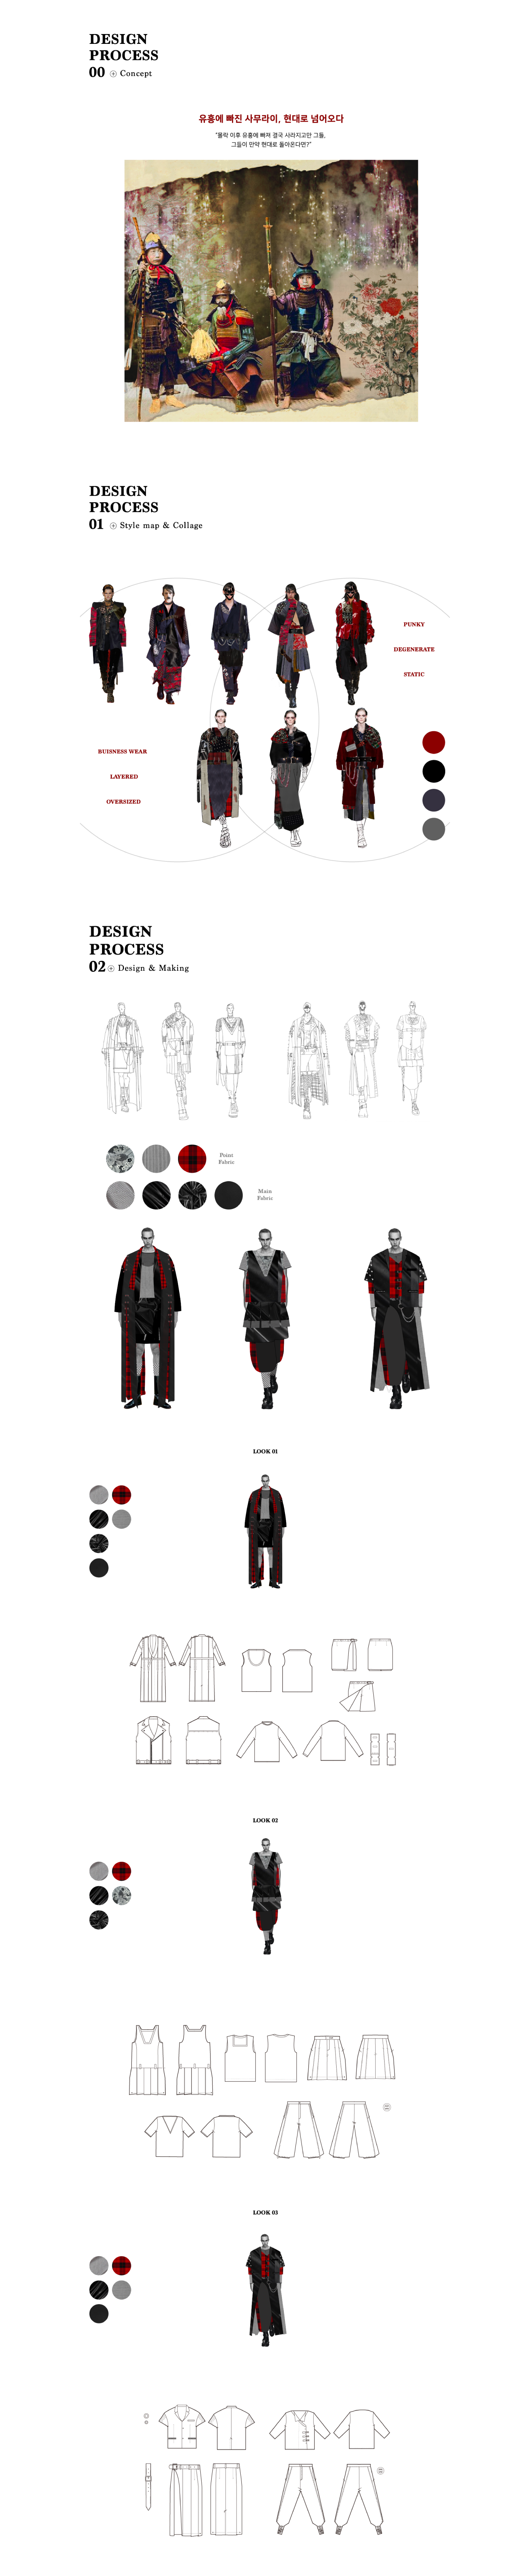 DESIGN
PROCESS
00 Concept
유흥에 빠진 사무라이, 현대로 넘어오다
"몰락 이후 유흥에 빠져 결국 사라지고만 그들,
그들이 만약 현대로 돌아온다면?"
DESIGN
PROCESS
01 Style map & Collage
PUNKY
DEGENERATE
STATIC
BUISNESS WEAR
LAYERED
OVERSIZED
DESIGN
PROCESS
02 Design & Making
Point
Fabric
Main
Fabric
LOOK 01
LOOK 02
LOOK 03